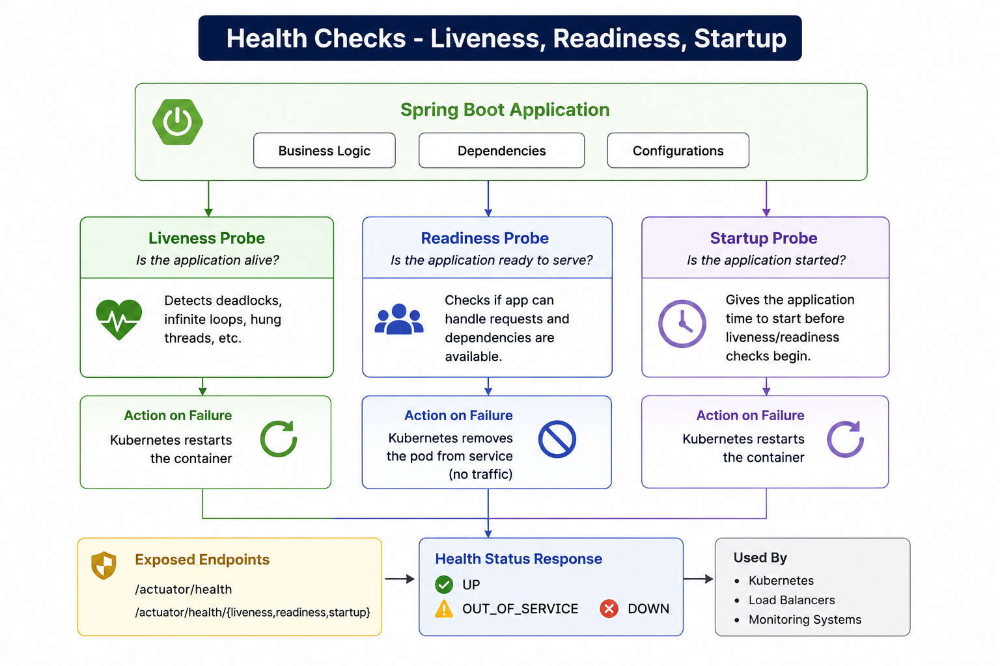 Health Checks - Liveness, Readiness, Startup
Spring Boot Application
Business Logic
Dependencies
Configurations
Liveness Probe
Is the application alive?
Detects deadlocks,
infinite loops, hung
threads, etc.
Action on Failure
Kubernetes restarts
the container
Readiness Probe
Is the application ready to serve?
Checks if app can
handle requests and
dependencies are
available.
Action on Failure
Kubernetes removes
the pod from service
(no traffic)
Startup Probe
Is the application started?
Gives the application
time to start before
liveness/readiness
checks begin.
Action on Failure
Kubernetes restarts
the container
Exposed Endpoints
/actuator/health
/actuator/health/{liveness,readiness,startup}
Health Status Response
UP
OUT_OF_SERVICE
DOWN
Used By
• Kubernetes
• Load Balancers
• Monitoring Systems